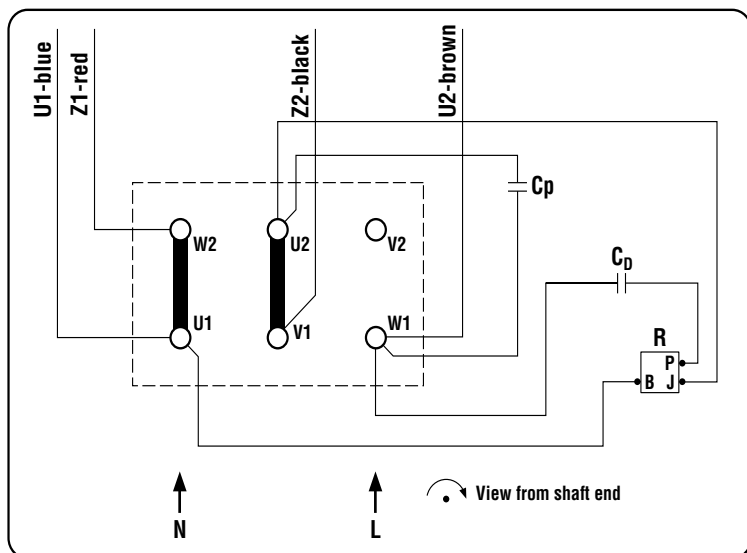 U1-blue
Z1-red
Z2-black
U2-brown
Cp
W2
U2
V2
CD
U1
V1
W1
R
P
B J
View from shaft end
N
L